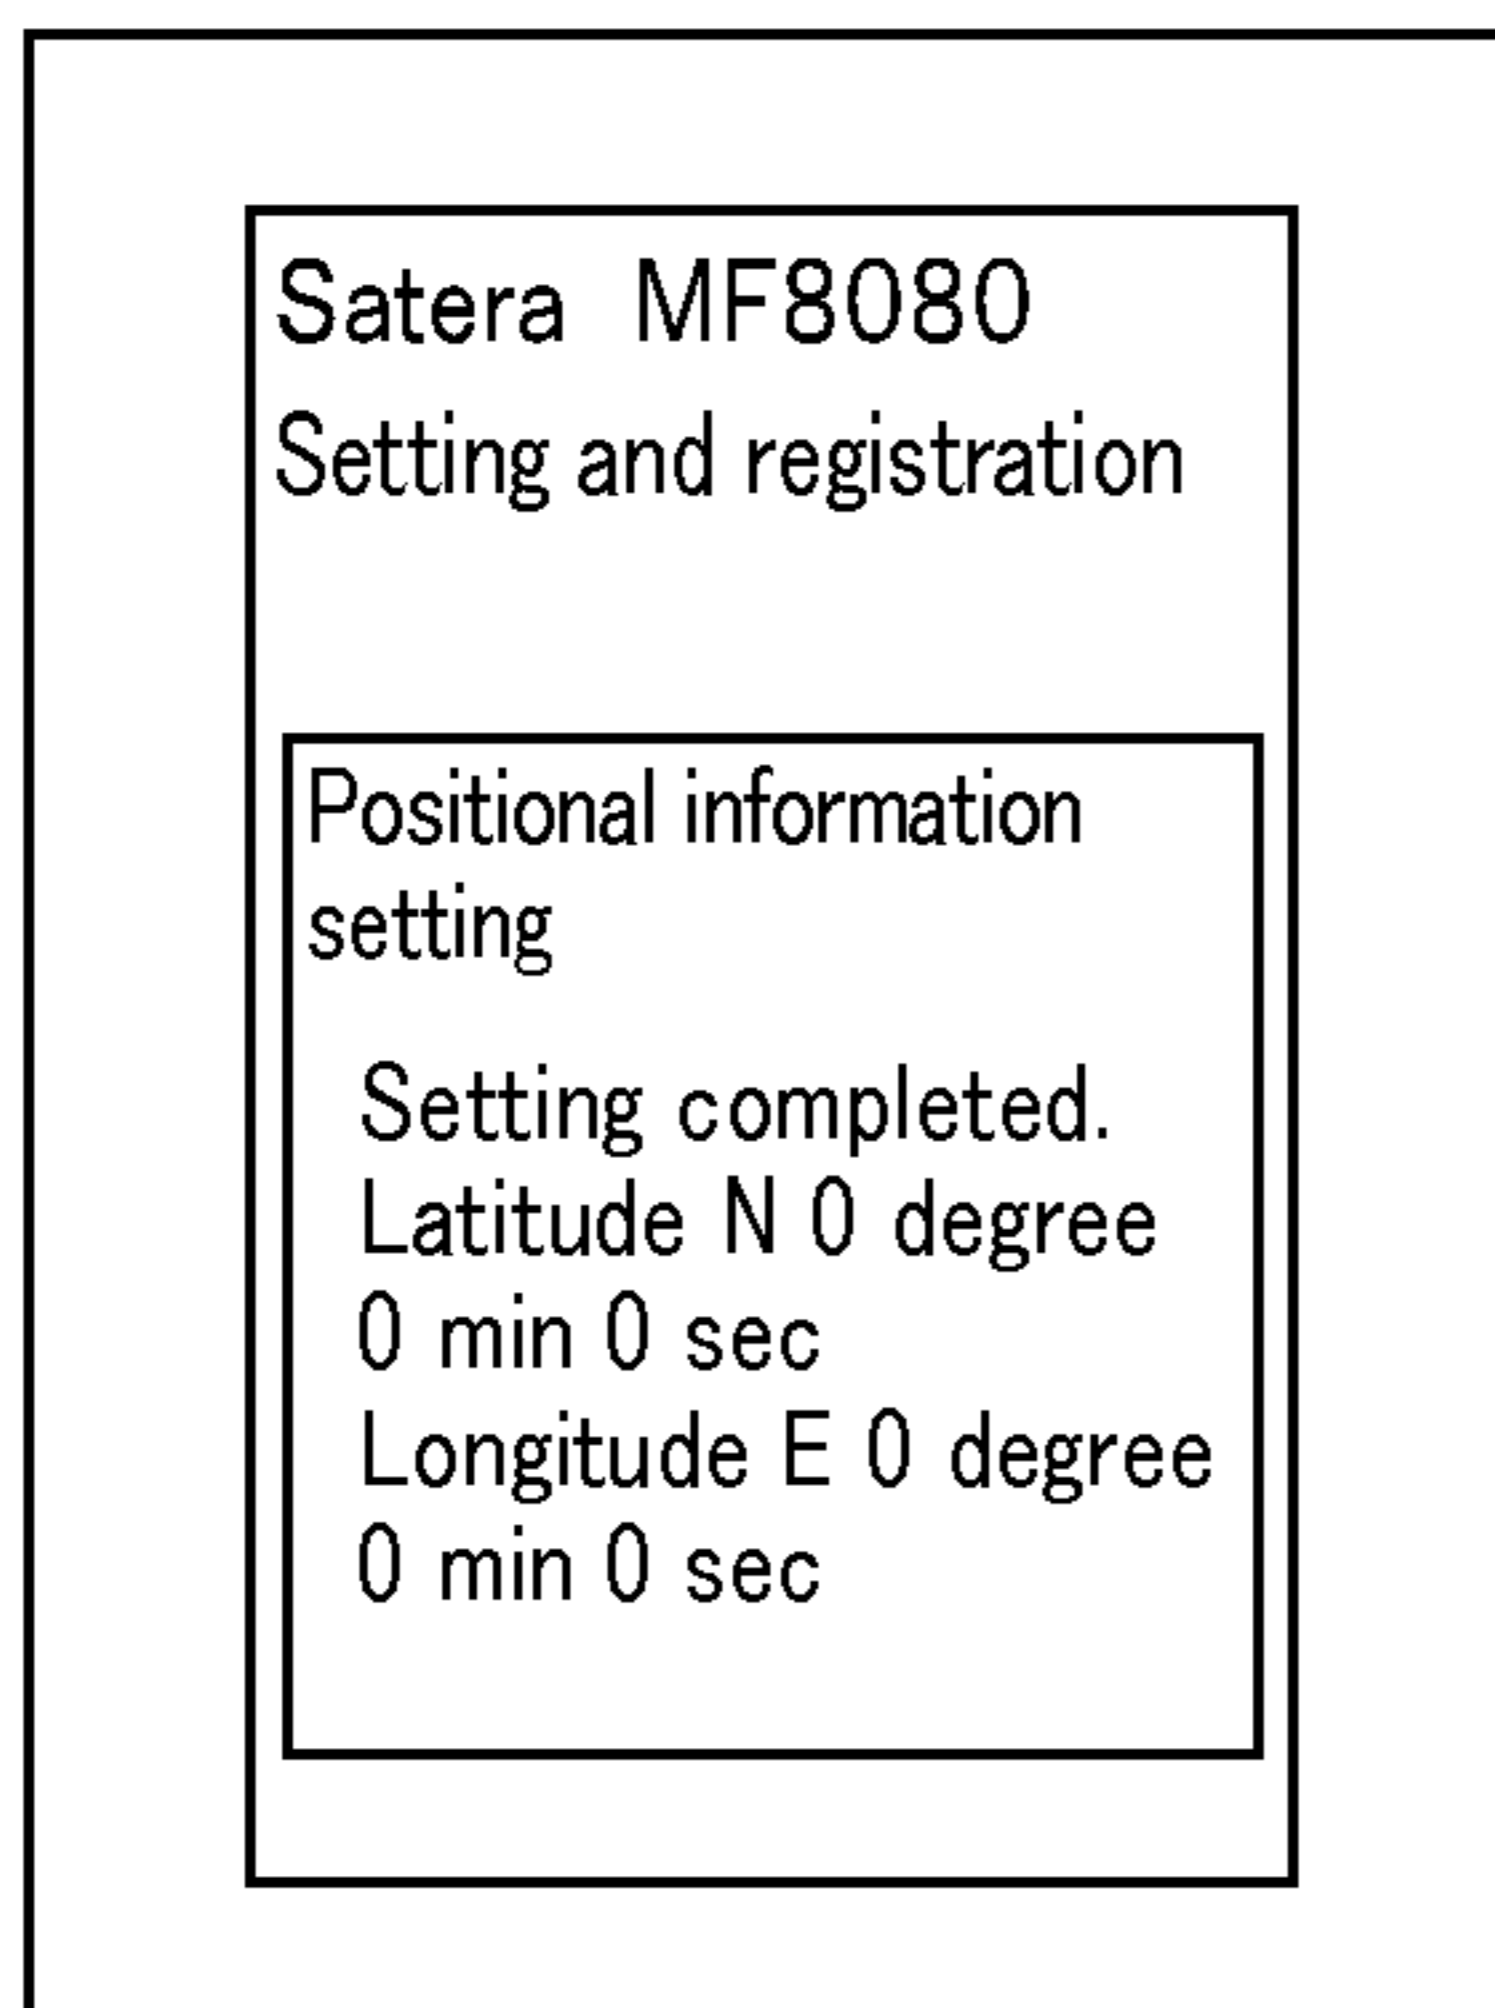 Satera MF8080
Setting and registration
Positional information
setting
Setting completed.
Latitude N 0 degree
0 min 0 sec
Longitude E 0 degree
0 min 0 sec